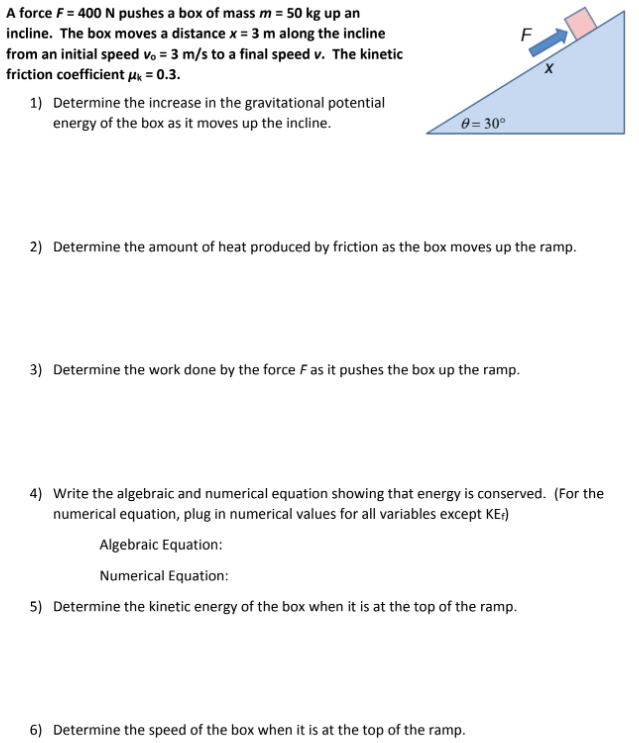 A force F = 400 N pushes a box of mass m = 50 kg up an
incline. The box moves a distance x = 3 m along the incline
from an initial speed vₒ = 3 m/s to a final speed v. The kinetic
friction coefficient μₖ = 0.3.
F
x
θ = 30°
1) Determine the increase in the gravitational potential
energy of the box as it moves up the incline.
2) Determine the amount of heat produced by friction as the box moves up the ramp.
3) Determine the work done by the force F as it pushes the box up the ramp.
4) Write the algebraic and numerical equation showing that energy is conserved. (For the
numerical equation, plug in numerical values for all variables except KEf)
Algebraic Equation:
Numerical Equation:
5) Determine the kinetic energy of the box when it is at the top of the ramp.
6) Determine the speed of the box when it is at the top of the ramp.